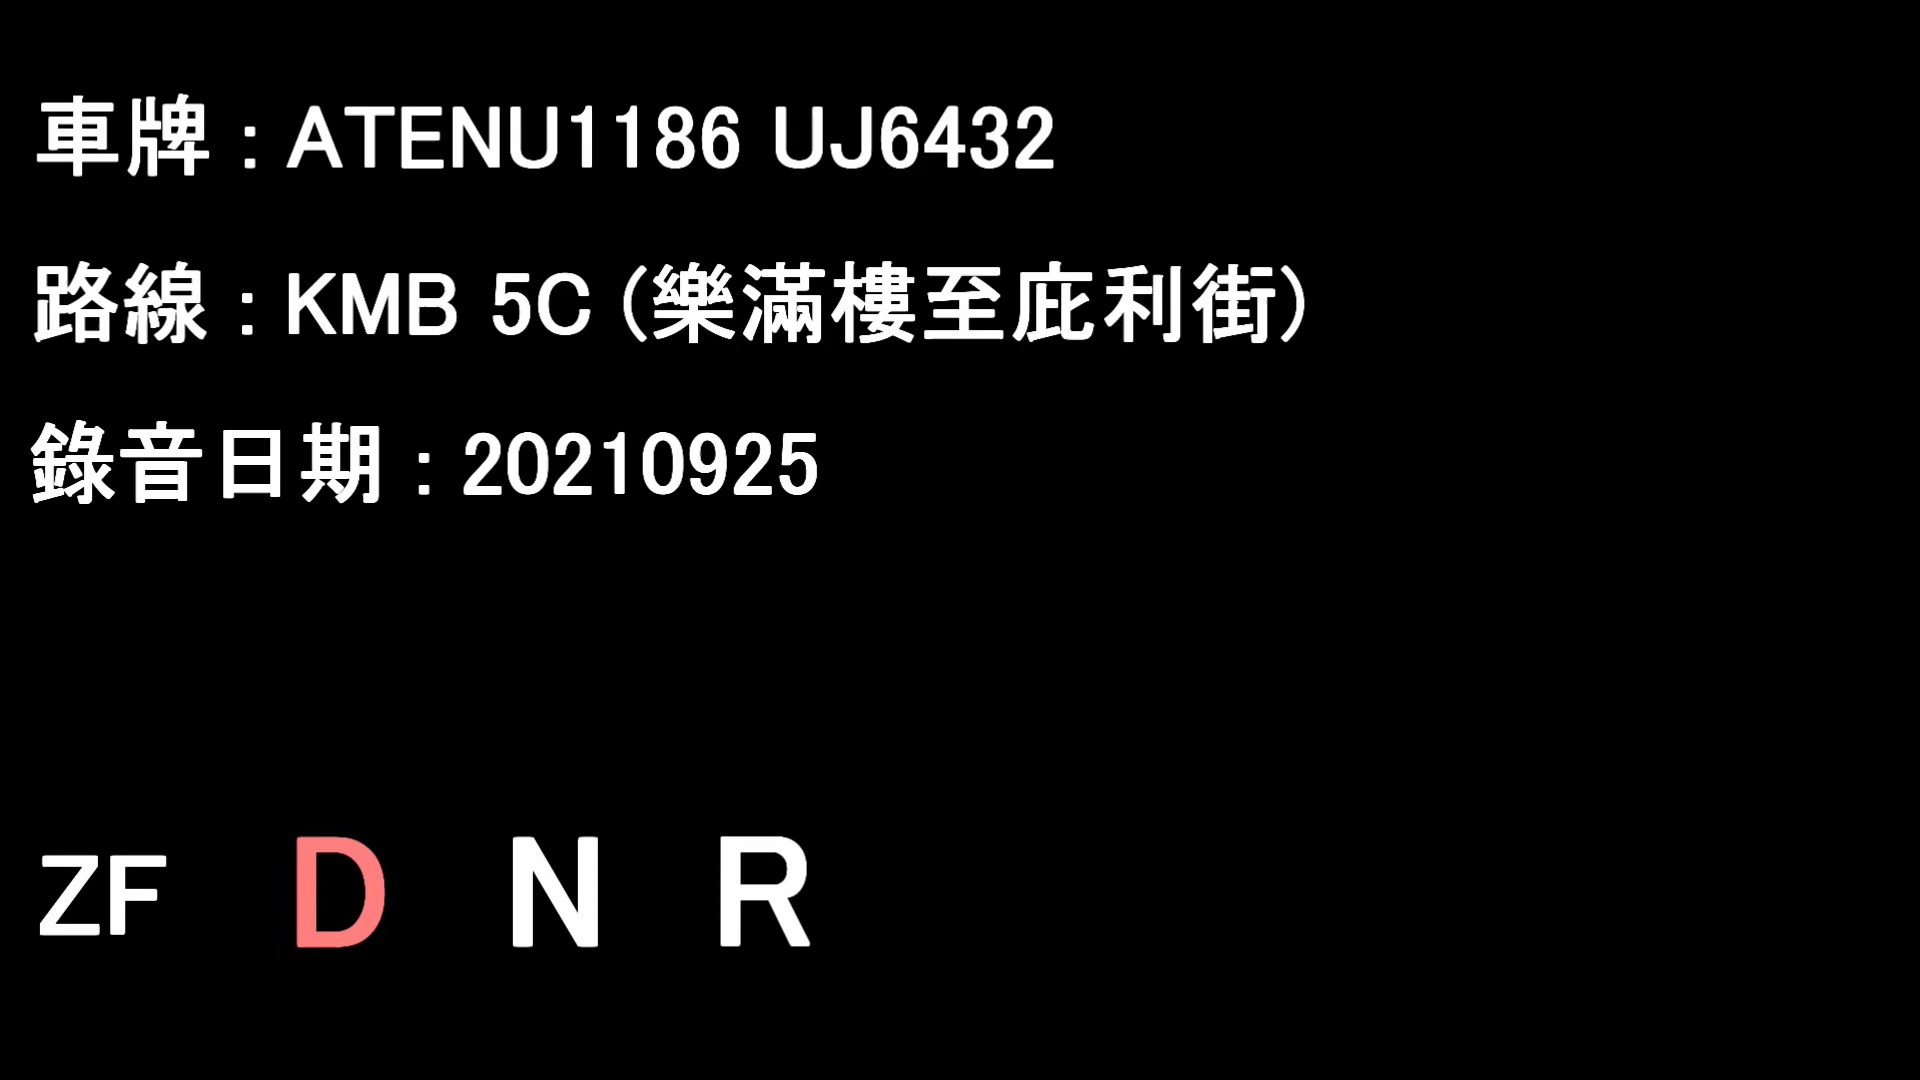 車牌 : ATENU1186 UJ6432
路線 : KMB 5C (樂滿樓至庇利街)
錄音日期 : 20210925
ZF D N R